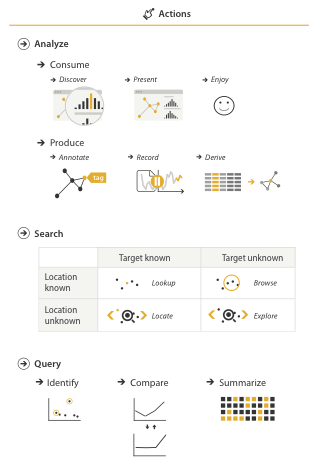 Actions
Analyze
Consume
Discover Present Enjoy
Produce
Annotate Record Derive
tag
Search
Target known Target unknown
Location known Lookup Browse
Location unknown Locate Explore
Query
Identify Compare Summarize